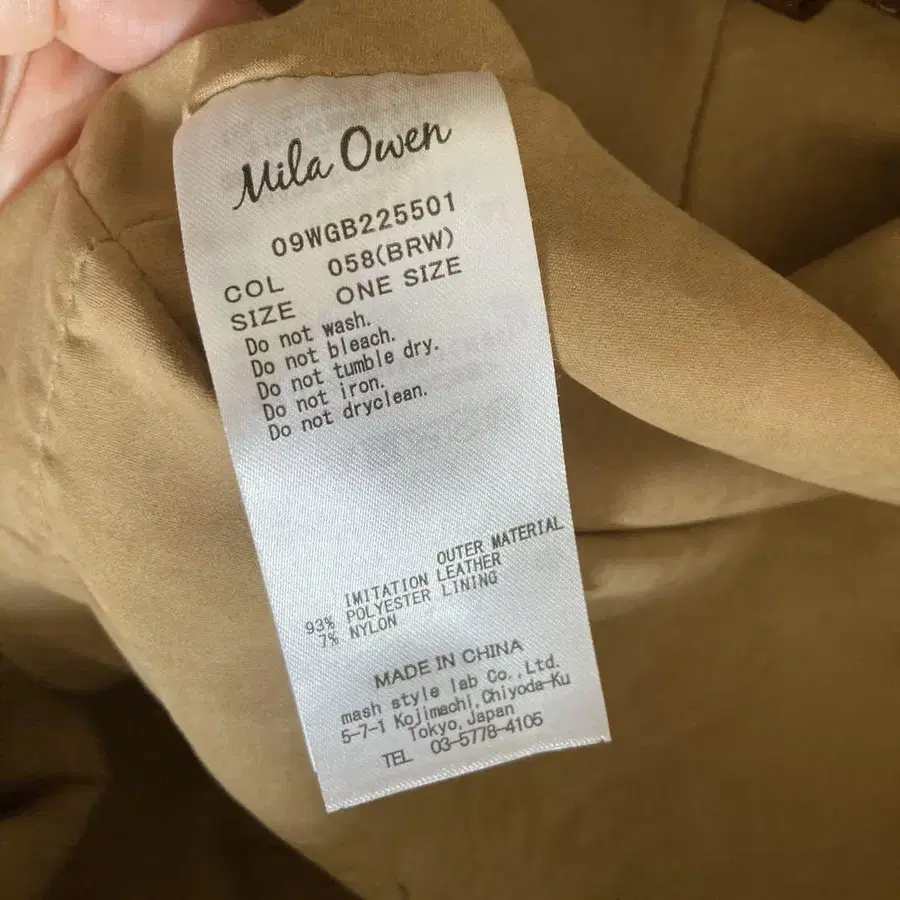 Mila Owen
09WGB225501
COL 058(BRW)
SIZE ONE SIZE
Do not wash.
Do not bleach.
Do not tumble dry.
Do not iron.
Do not dryclean.
OUTER MATERIAL
IMITATION LEATHER
93% POLYESTER LINING
7% NYLON
MADE IN CHINA
mash style lab Co.,Ltd.
5-7-1 Kojimachi,Chiyoda-Ku
Tokyo,Japan
TEL 03-5778-4105